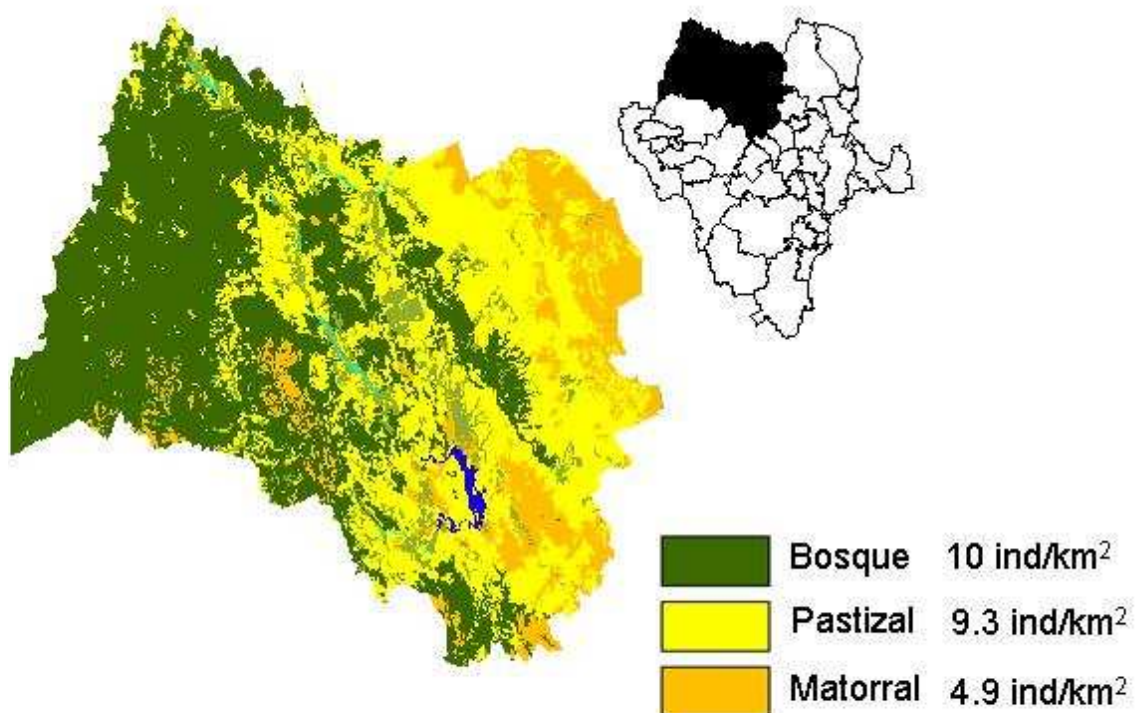 Bosque 10 ind/km²
Pastizal 9.3 ind/km²
Matorral 4.9 ind/km²